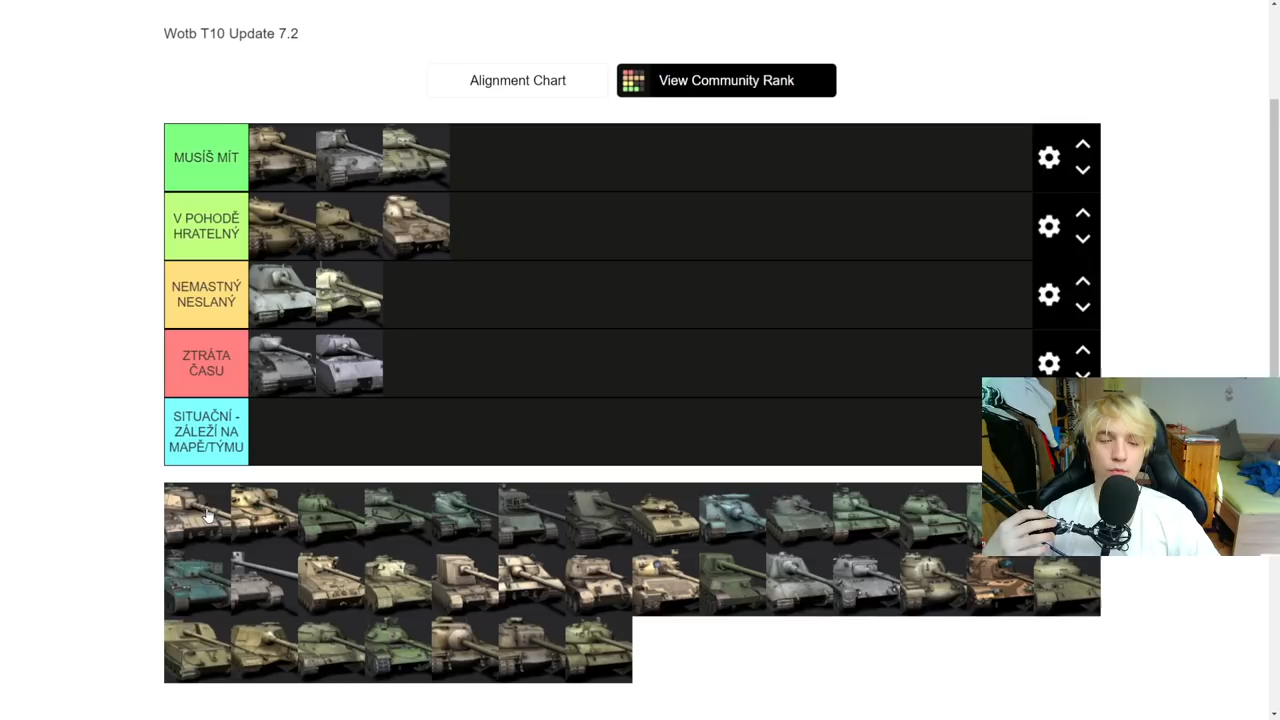 Wotb T10 Update 7.2
Alignment Chart
View Community Rank
MUSÍŠ MÍT
V POHODĚ
HRATELNÝ
NEMASTNÝ
NESLANÝ
ZTRÁTA
ČASU
SITUAČNÍ -
ZÁLEŽÍ NA
MAPĚ/TÝMU